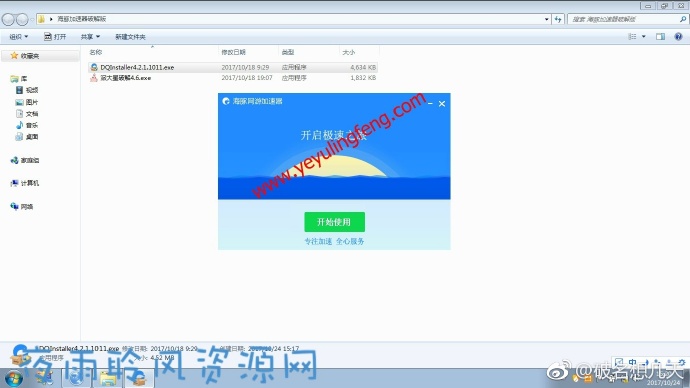 海豚加速器破解版
搜索 海豚加速器破解版
组织 打开 共享 新建文件夹
名称 修改日期 类型 大小
收藏夹
DQInstaller4.2.1.1011.exe 2017/10/18 9:29 应用程序 4,634 KB
派大星破解4.6.exe 2017/10/18 19:07 应用程序 1,832 KB
库
视频
图片
文档
音乐
桌面
家庭组
计算机
网络
海豚网游加速器
开启极速之旅
www.yeyulingfeng.com
开始使用
专注加速 全心服务
DQInstaller4.2.1.1011.exe 修改日期: 2017/10/18 9:29 创建日期: 2017/10/24 15:17
应用程序 大小: 4.52 MB
夜雨聆风资源网
中
2017/10/24